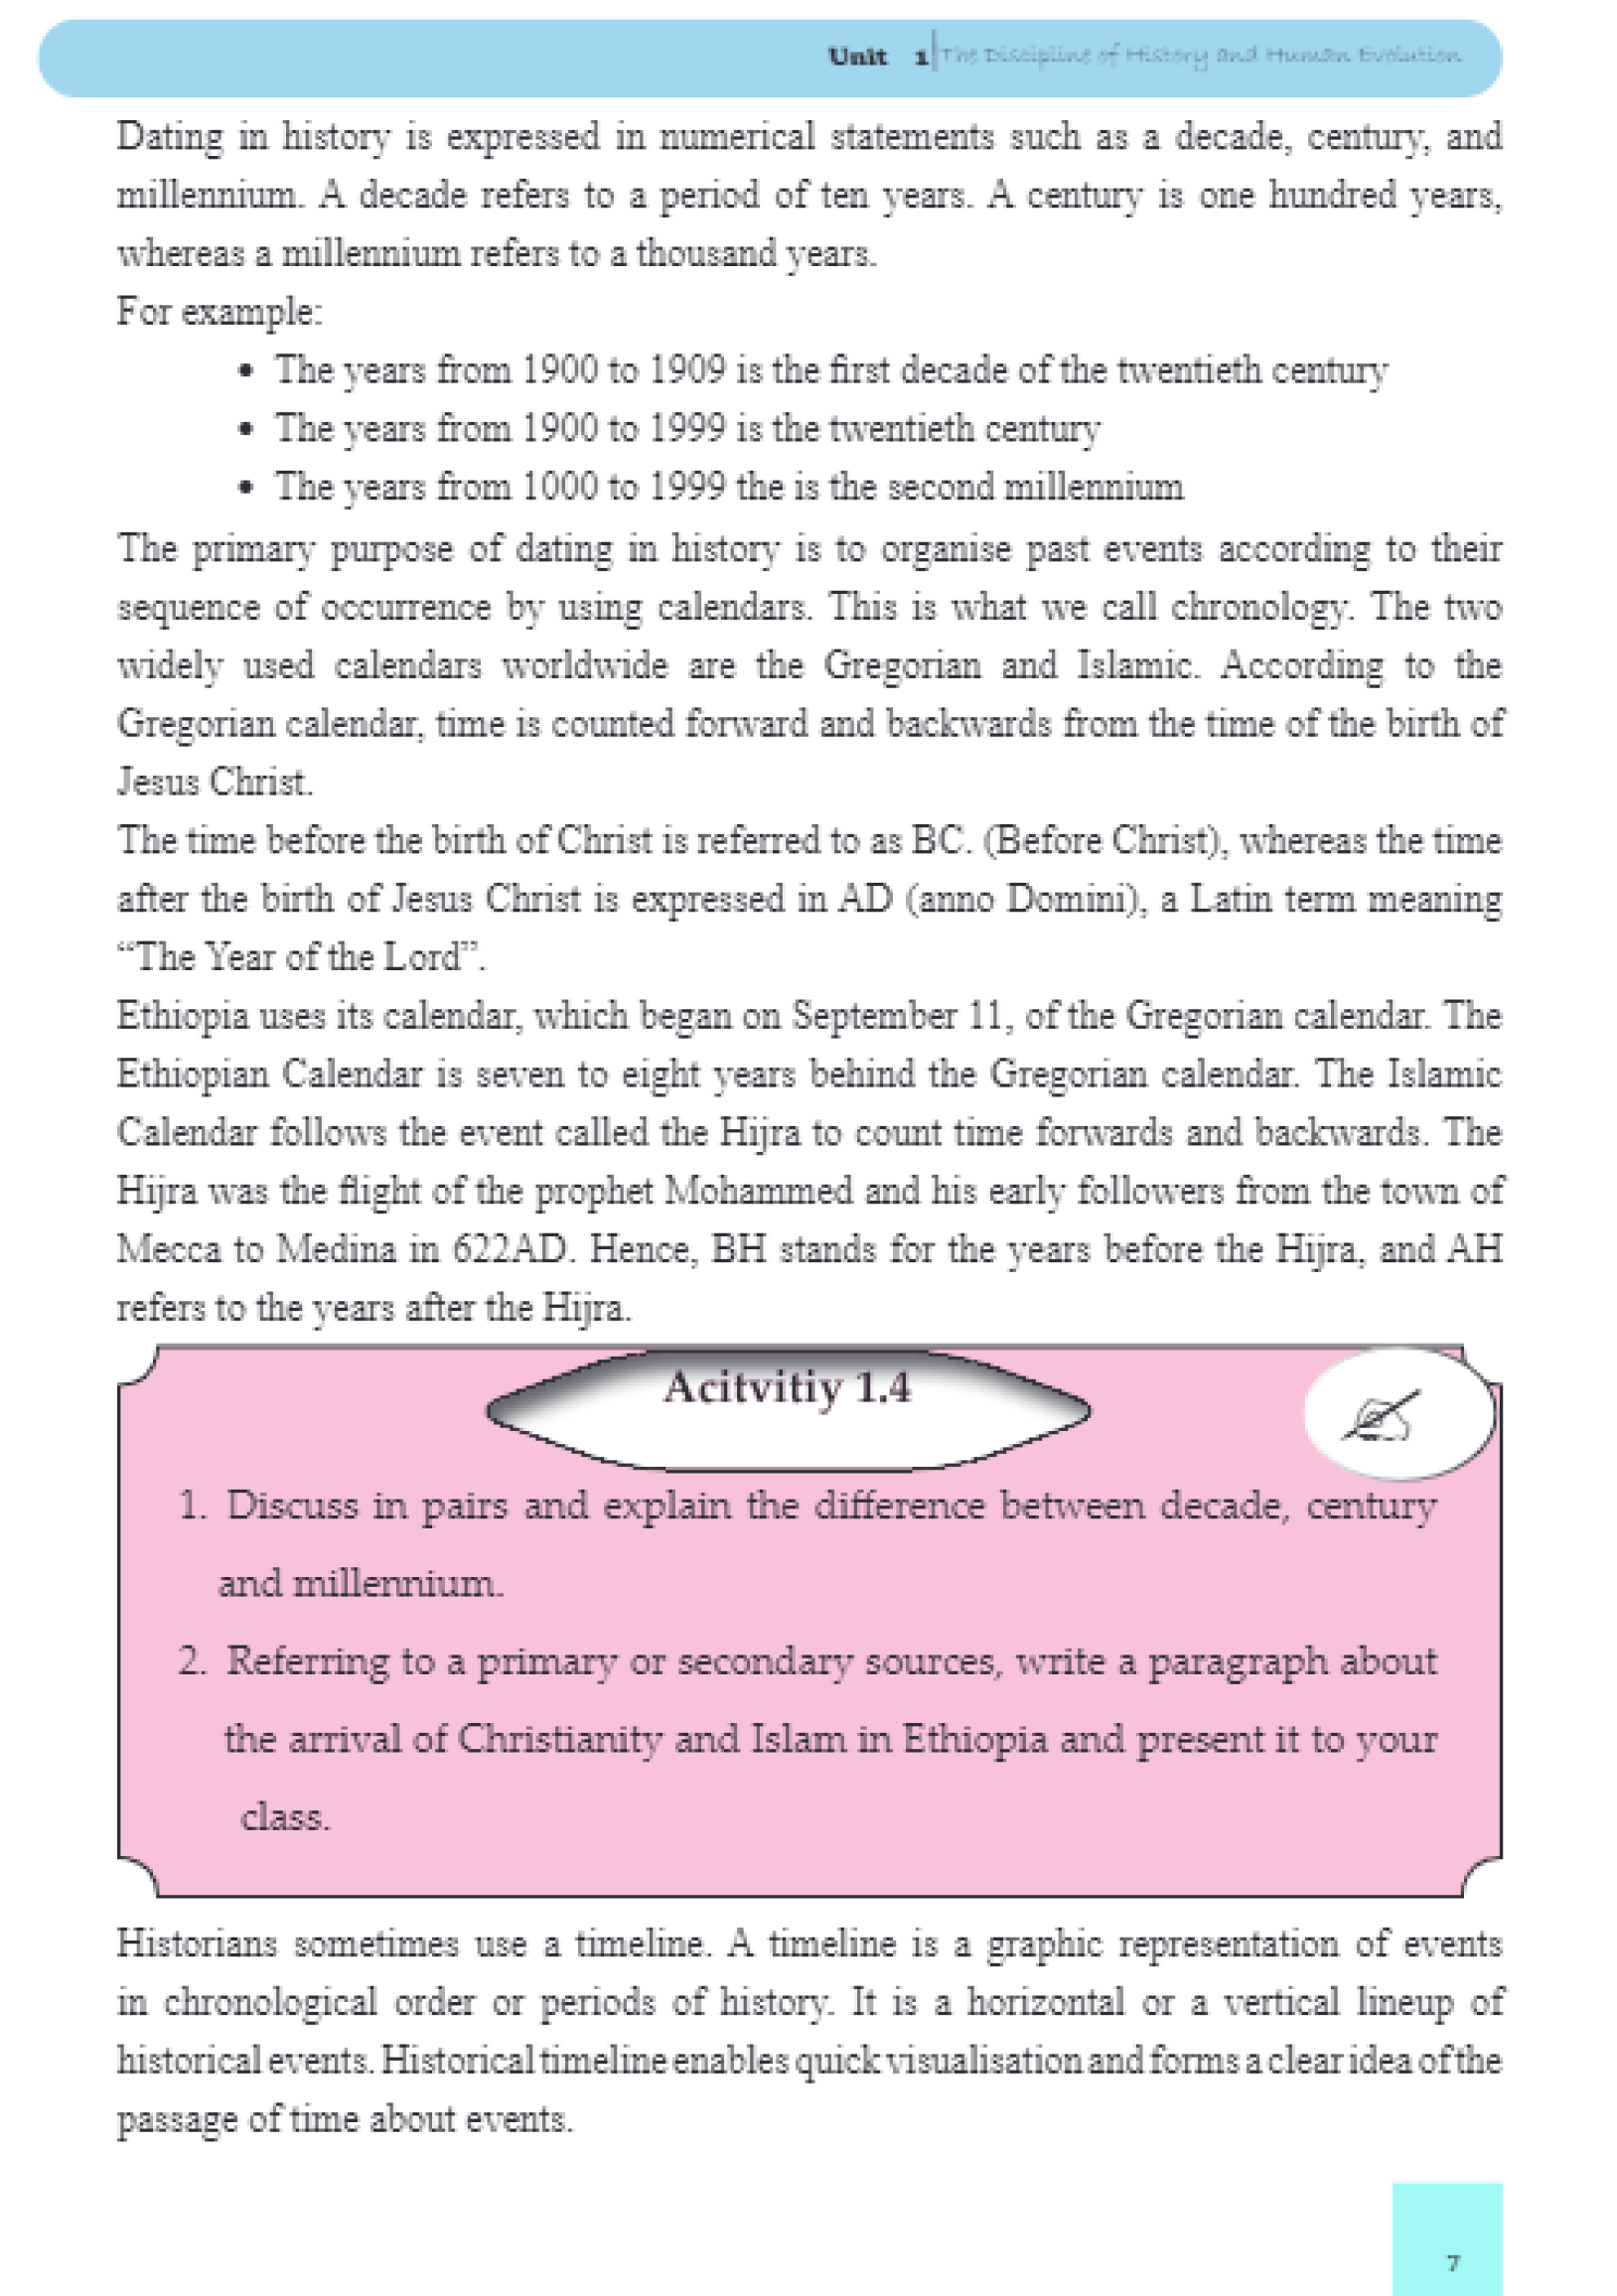 Unit 1 The Discipline of History and Human Evolution
Dating in history is expressed in numerical statements such as a decade, century, and
millennium. A decade refers to a period of ten years. A century is one hundred years,
whereas a millennium refers to a thousand years.
For example:
• The years from 1900 to 1909 is the first decade of the twentieth century
• The years from 1900 to 1999 is the twentieth century
• The years from 1000 to 1999 the is the second millennium
The primary purpose of dating in history is to organise past events according to their
sequence of occurrence by using calendars. This is what we call chronology. The two
widely used calendars worldwide are the Gregorian and Islamic. According to the
Gregorian calendar, time is counted forward and backwards from the time of the birth of
Jesus Christ.
The time before the birth of Christ is referred to as BC. (Before Christ), whereas the time
after the birth of Jesus Christ is expressed in AD (anno Domini), a Latin term meaning
“The Year of the Lord”.
Ethiopia uses its calendar, which began on September 11, of the Gregorian calendar. The
Ethiopian Calendar is seven to eight years behind the Gregorian calendar. The Islamic
Calendar follows the event called the Hijra to count time forwards and backwards. The
Hijra was the flight of the prophet Mohammed and his early followers from the town of
Mecca to Medina in 622AD. Hence, BH stands for the years before the Hijra, and AH
refers to the years after the Hijra.
Acitvitiy 1.4
1. Discuss in pairs and explain the difference between decade, century
and millennium.
2. Referring to a primary or secondary sources, write a paragraph about
the arrival of Christianity and Islam in Ethiopia and present it to your
class.
Historians sometimes use a timeline. A timeline is a graphic representation of events
in chronological order or periods of history. It is a horizontal or a vertical lineup of
historical events. Historical timeline enables quick visualisation and forms a clear idea of the
passage of time about events.
7